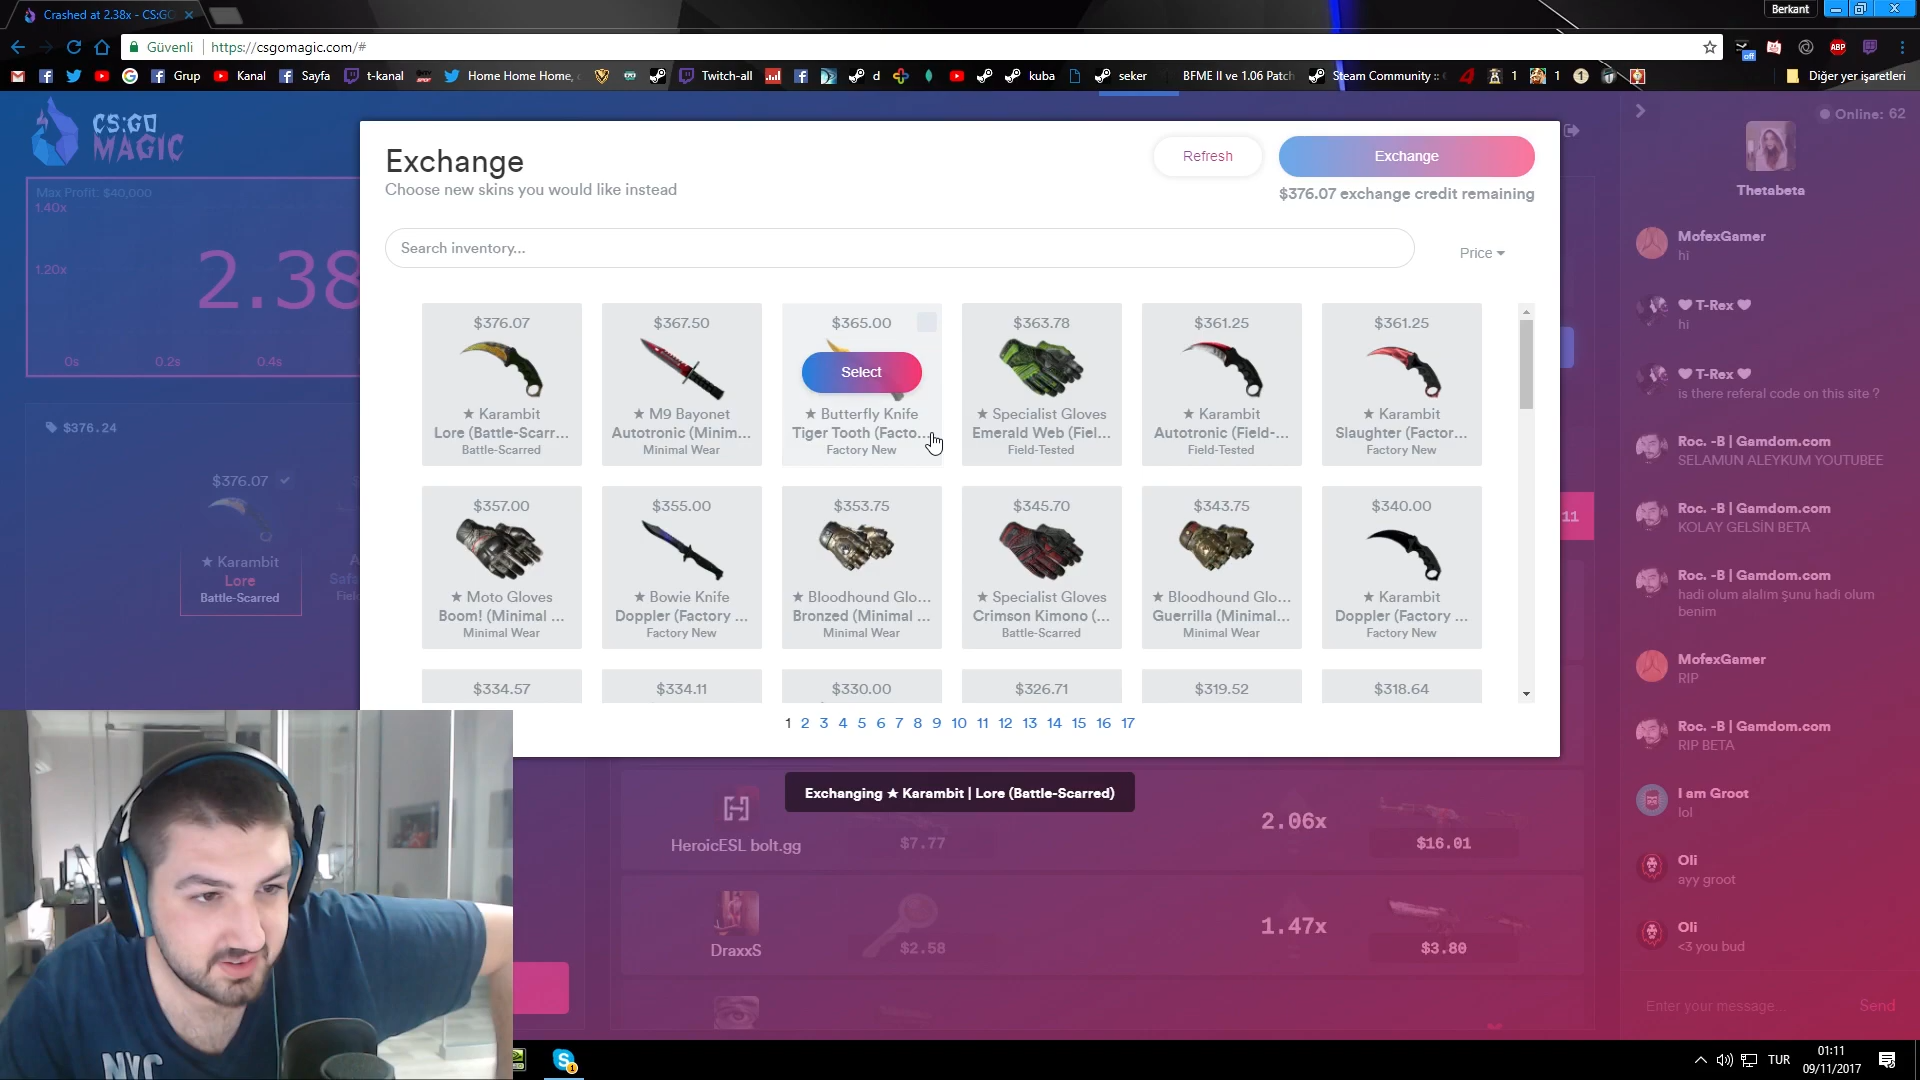 Crashed at 2.38x - CS:GO
Berkant
Güvenli
https://csgomagic.com/#
Grup
Kanal
Sayfa
t-kanal
Home Home Home,
Twitch-all
d
kuba
seker
BFME II ve 1.06 Patch
Steam Community ::
1
1
Diğer yer işaretleri
CS:GO
MAGIC
Max Profit: $40,000
1.40x
1.20x
2.38
0s
0.2s
0.4s
$376.24
$376.07
★ Karambit
Lore
Battle-Scarred
Exchange
Choose new skins you would like instead
Refresh
Exchange
$376.07 exchange credit remaining
Search inventory...
Price
$376.07
★ Karambit
Lore (Battle-Scarr...
Battle-Scarred
$367.50
★ M9 Bayonet
Autotronic (Minim...
Minimal Wear
$365.00
Select
★ Butterfly Knife
Tiger Tooth (Facto...
Factory New
$363.78
★ Specialist Gloves
Emerald Web (Fiel...
Field-Tested
$361.25
★ Karambit
Autotronic (Field-...
Field-Tested
$361.25
★ Karambit
Slaughter (Factor...
Factory New
$357.00
★ Moto Gloves
Boom! (Minimal ...
Minimal Wear
$355.00
★ Bowie Knife
Doppler (Factory ...
Factory New
$353.75
★ Bloodhound Glo...
Bronzed (Minimal ...
Minimal Wear
$345.70
★ Specialist Gloves
Crimson Kimono (...
Battle-Scarred
$343.75
★ Bloodhound Glo...
Guerrilla (Minimal...
Minimal Wear
$340.00
★ Karambit
Doppler (Factory ...
Factory New
$334.57
$334.11
$330.00
$326.71
$319.52
$318.64
1 2 3 4 5 6 7 8 9 10 11 12 13 14 15 16 17
Exchanging ★ Karambit | Lore (Battle-Scarred)
11
HeroicESL bolt.gg
$7.77
2.06x
$16.01
DraxxS
$2.58
1.47x
$3.80
Online: 62
Thetabeta
MofexGamer
hi
❤ T-Rex ❤
hi
❤ T-Rex ❤
is there referal code on this site ?
Roc. -B | Gamdom.com
SELAMUN ALEYKUM YOUTUBEE
Roc. -B | Gamdom.com
KOLAY GELSİN BETA
Roc. -B | Gamdom.com
hadi olum alalım şunu hadi olum
benim
MofexGamer
RIP
Roc. -B | Gamdom.com
RIP BETA
I am Groot
lol
Oli
ayy groot
Oli
<3 you bud
Enter your message...
Send
NYC
TUR
01:11
09/11/2017